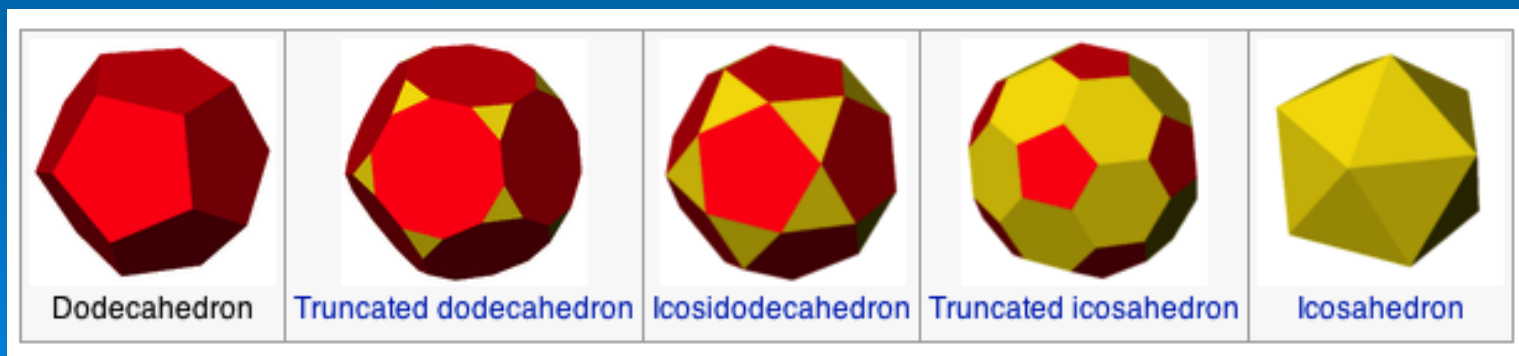 Dodecahedron
Truncated dodecahedron
Icosidodecahedron
Truncated icosahedron
Icosahedron